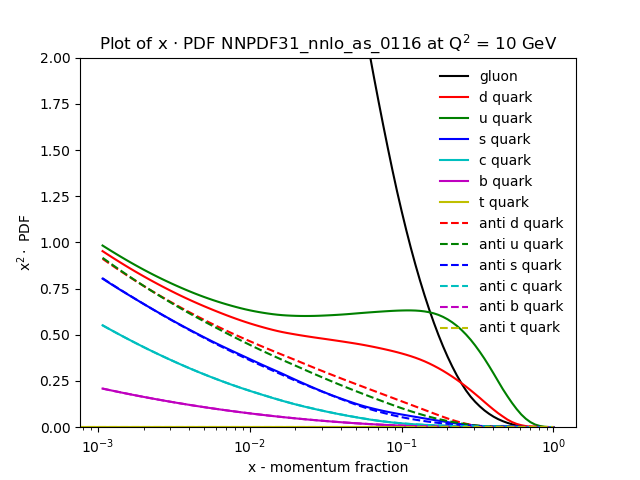 Plot of x · PDF NNPDF31_nnlo_as_0116 at Q² = 10 GeV
2.00
1.75
1.50
1.25
1.00
0.75
0.50
0.25
0.00
x² · PDF
gluon
d quark
u quark
s quark
c quark
b quark
t quark
anti d quark
anti u quark
anti s quark
anti c quark
anti b quark
anti t quark
10⁻³
10⁻²
10⁻¹
10⁰
x - momentum fraction